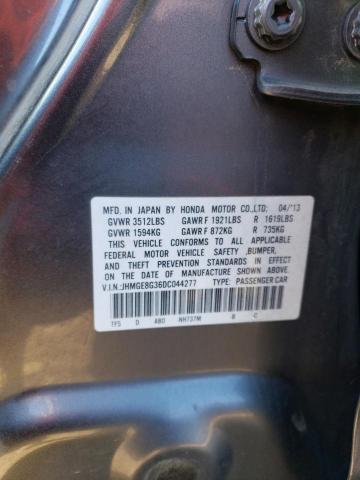 MFD. IN JAPAN BY HONDA MOTOR CO.,LTD; 04/'13
GVWR 3512LBS GAWR F 1921LBS R 1619LBS
GVWR 1594KG GAWR F 872KG R 735KG
THIS VEHICLE CONFORMS TO ALL APPLICABLE
FEDERAL MOTOR VEHICLE SAFETY ,BUMPER,
AND THEFT PREVENTION STANDARDS IN EFFECT
ON THE DATE OF MANUFACTURE SHOWN ABOVE.
V.I.N.:JHMGE8G36DC044277 TYPE: PASSENGER CAR
TF5 D ABO NH737M -B -C